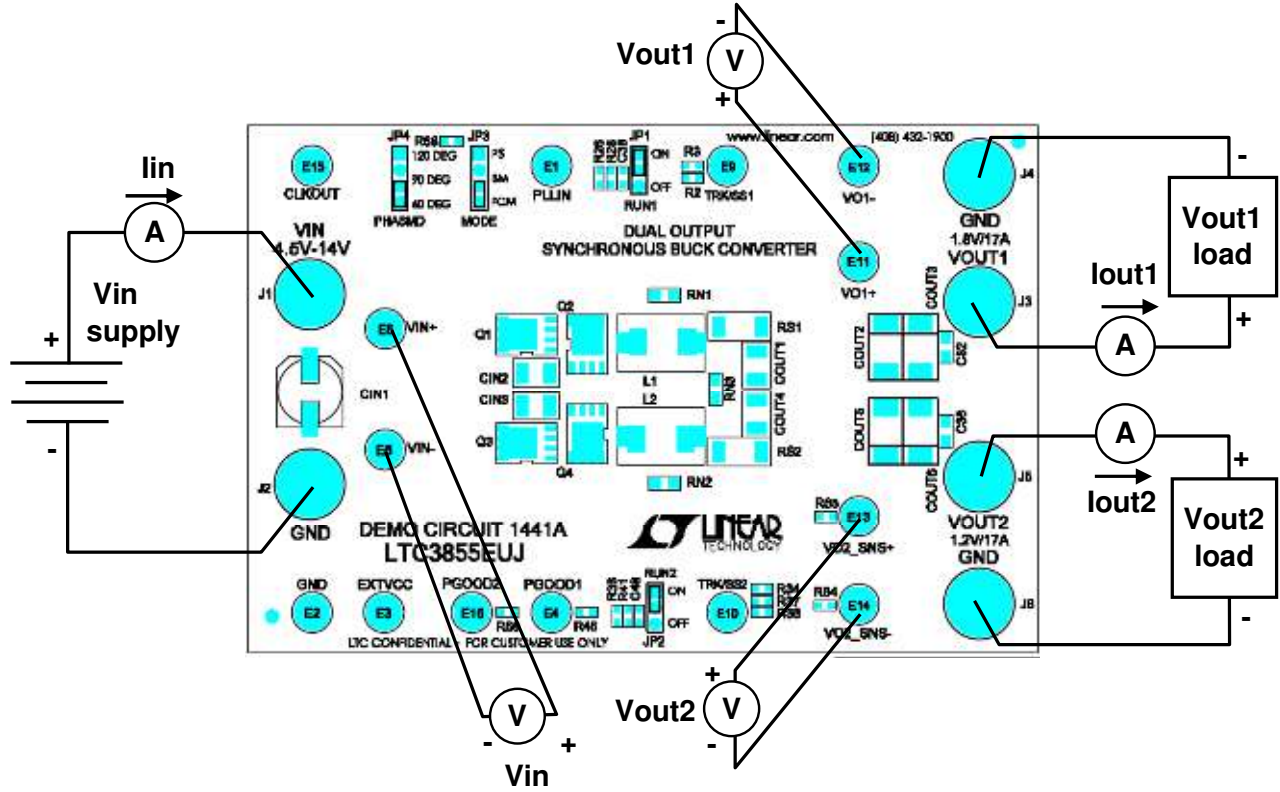 Vout1
-
V
+
www.linear.com
(408) 432-1900
JP4
R58
JP3
JP1
120 DEG
90 DEG
60 DEG
PHASMD
PS
FCM
MODE
E15
CLKOUT
E1
PLLIN
ON
OFF
RUN1
R3
R2
E9
TRK/SS1
E12
VO1-
E11
VO1+
J4
GND
1.8V/17A
VOUT1
J3
-
Vout1
load
+
Iout1
A
Iin
A
VIN
4.5V-14V
J1
Vin
supply
+
-
DUAL OUTPUT
SYNCHRONOUS BUCK CONVERTER
E5
VIN+
CIN1
VIN-
J2
GND
Q1
Q2
CIN2
CIN3
Q3
Q4
RN1
L1
L2
RN2
RS1
COUT1
RN3
COUT4
RS2
COUT3
COUT2
COUT5
COUT6
A
Iout2
+
Vout2
load
-
J5
VOUT2
1.2V/17A
GND
J6
DEMO CIRCUIT 1441A
LTC3855EUJ
LINEAR
TECHNOLOGY
E13
VO2_SNS+
R64
E14
VO2_SNS-
GND
E2
EXTVCC
E3
PGOOD2
E16
PGOOD1
E4
RUN2
ON
OFF
JP2
TRK/SS2
E10
LTC CONFIDENTIAL - FOR CUSTOMER USE ONLY
V
-
+
Vin
Vout2
+
V
-